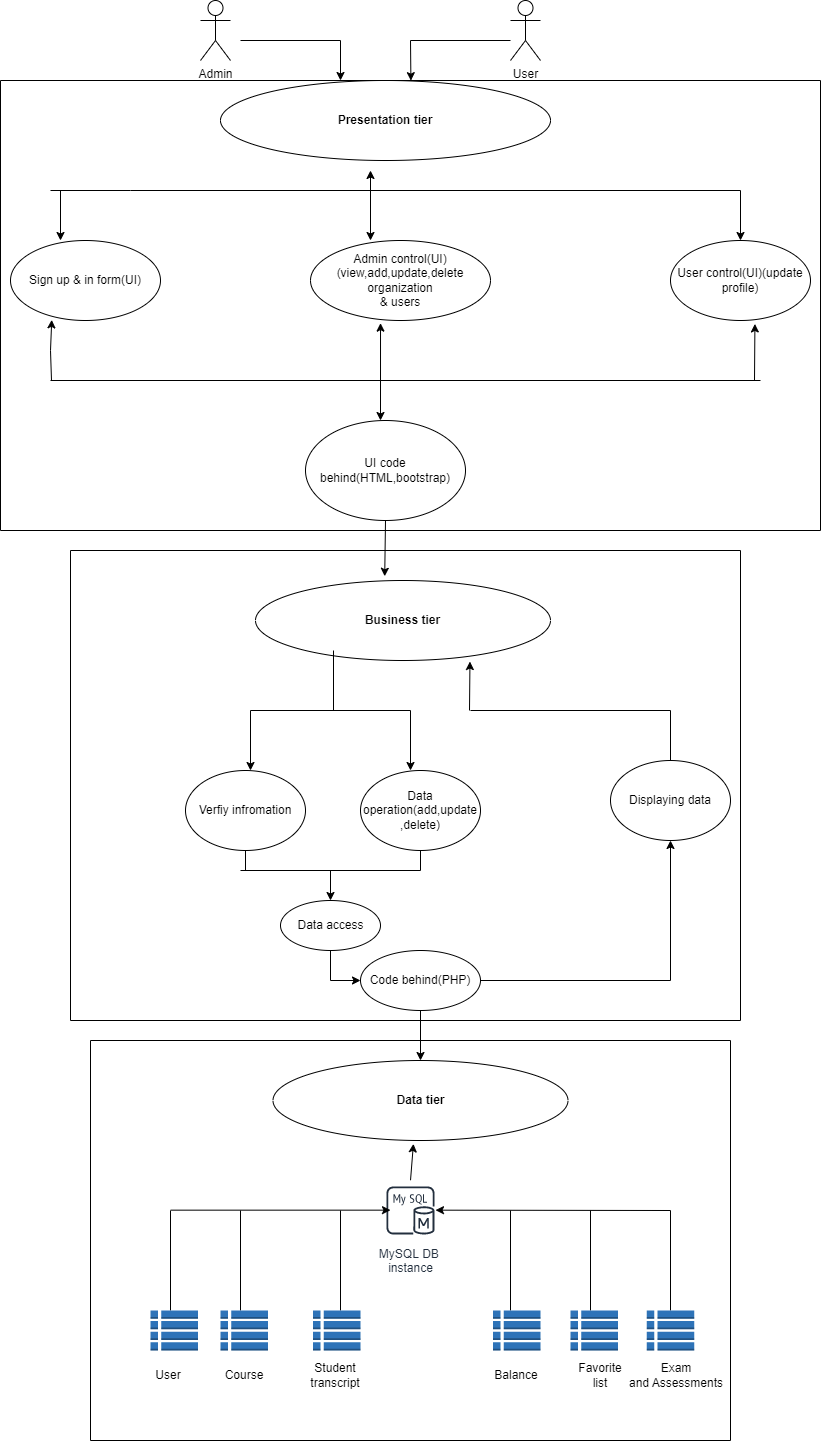 Admin
User
Presentation tier
Sign up & in form(UI)
Admin control(UI)
(view,add,update,delete
organization
& users
User control(UI)(update
profile)
UI code
behind(HTML,bootstrap)
Business tier
Verfiy infromation
Data
operation(add,update
,delete)
Displaying data
Data access
Code behind(PHP)
Data tier
My SQL
M
MySQL DB
instance
User
Course
Student
transcript
Balance
Favorite
list
Exam
and Assessments